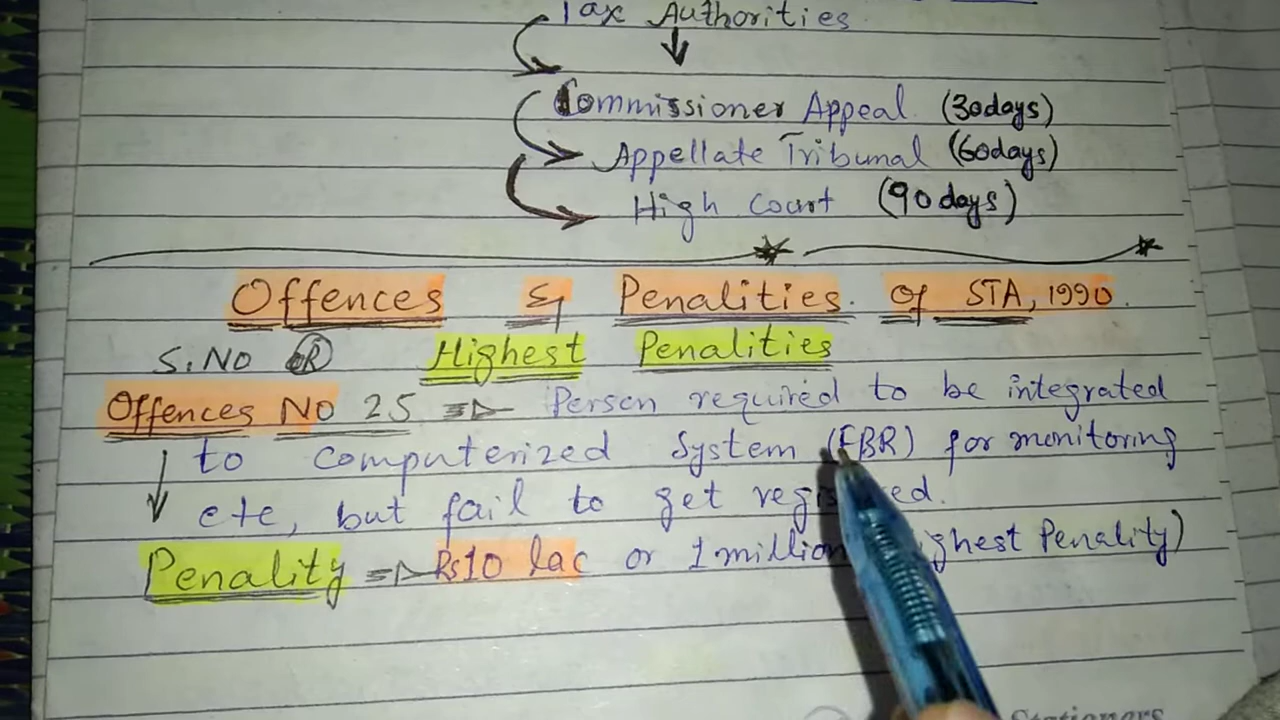 Tax Authorities
Commissioner Appeal (30days)
Appellate Tribunal (60days)
High Court (90days)
Offences & Penalities. Of STA, 1990.
S.NO R Highest Penalities
Offences No 25 Person required to be integrated
to computerized System (FBR) for monitoring
etc, but fail to get ed.
Penality Rs10 lac or 1 million Penality)
Stationers